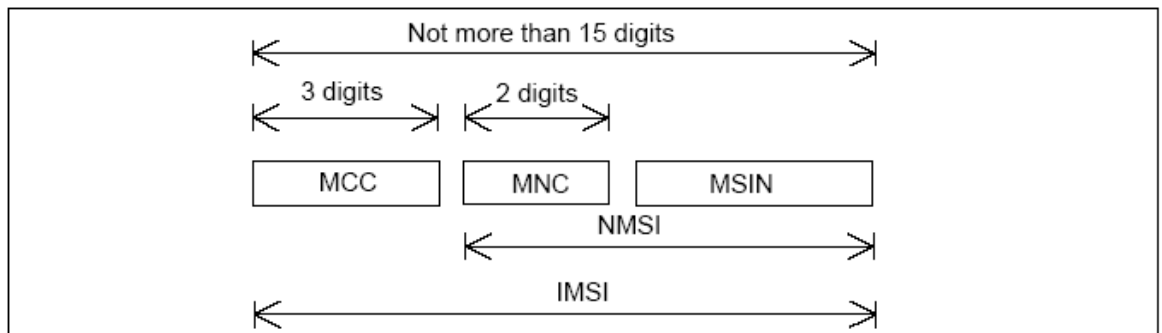 Not more than 15 digits
3 digits 2 digits
MCC MNC MSIN
NMSI
IMSI